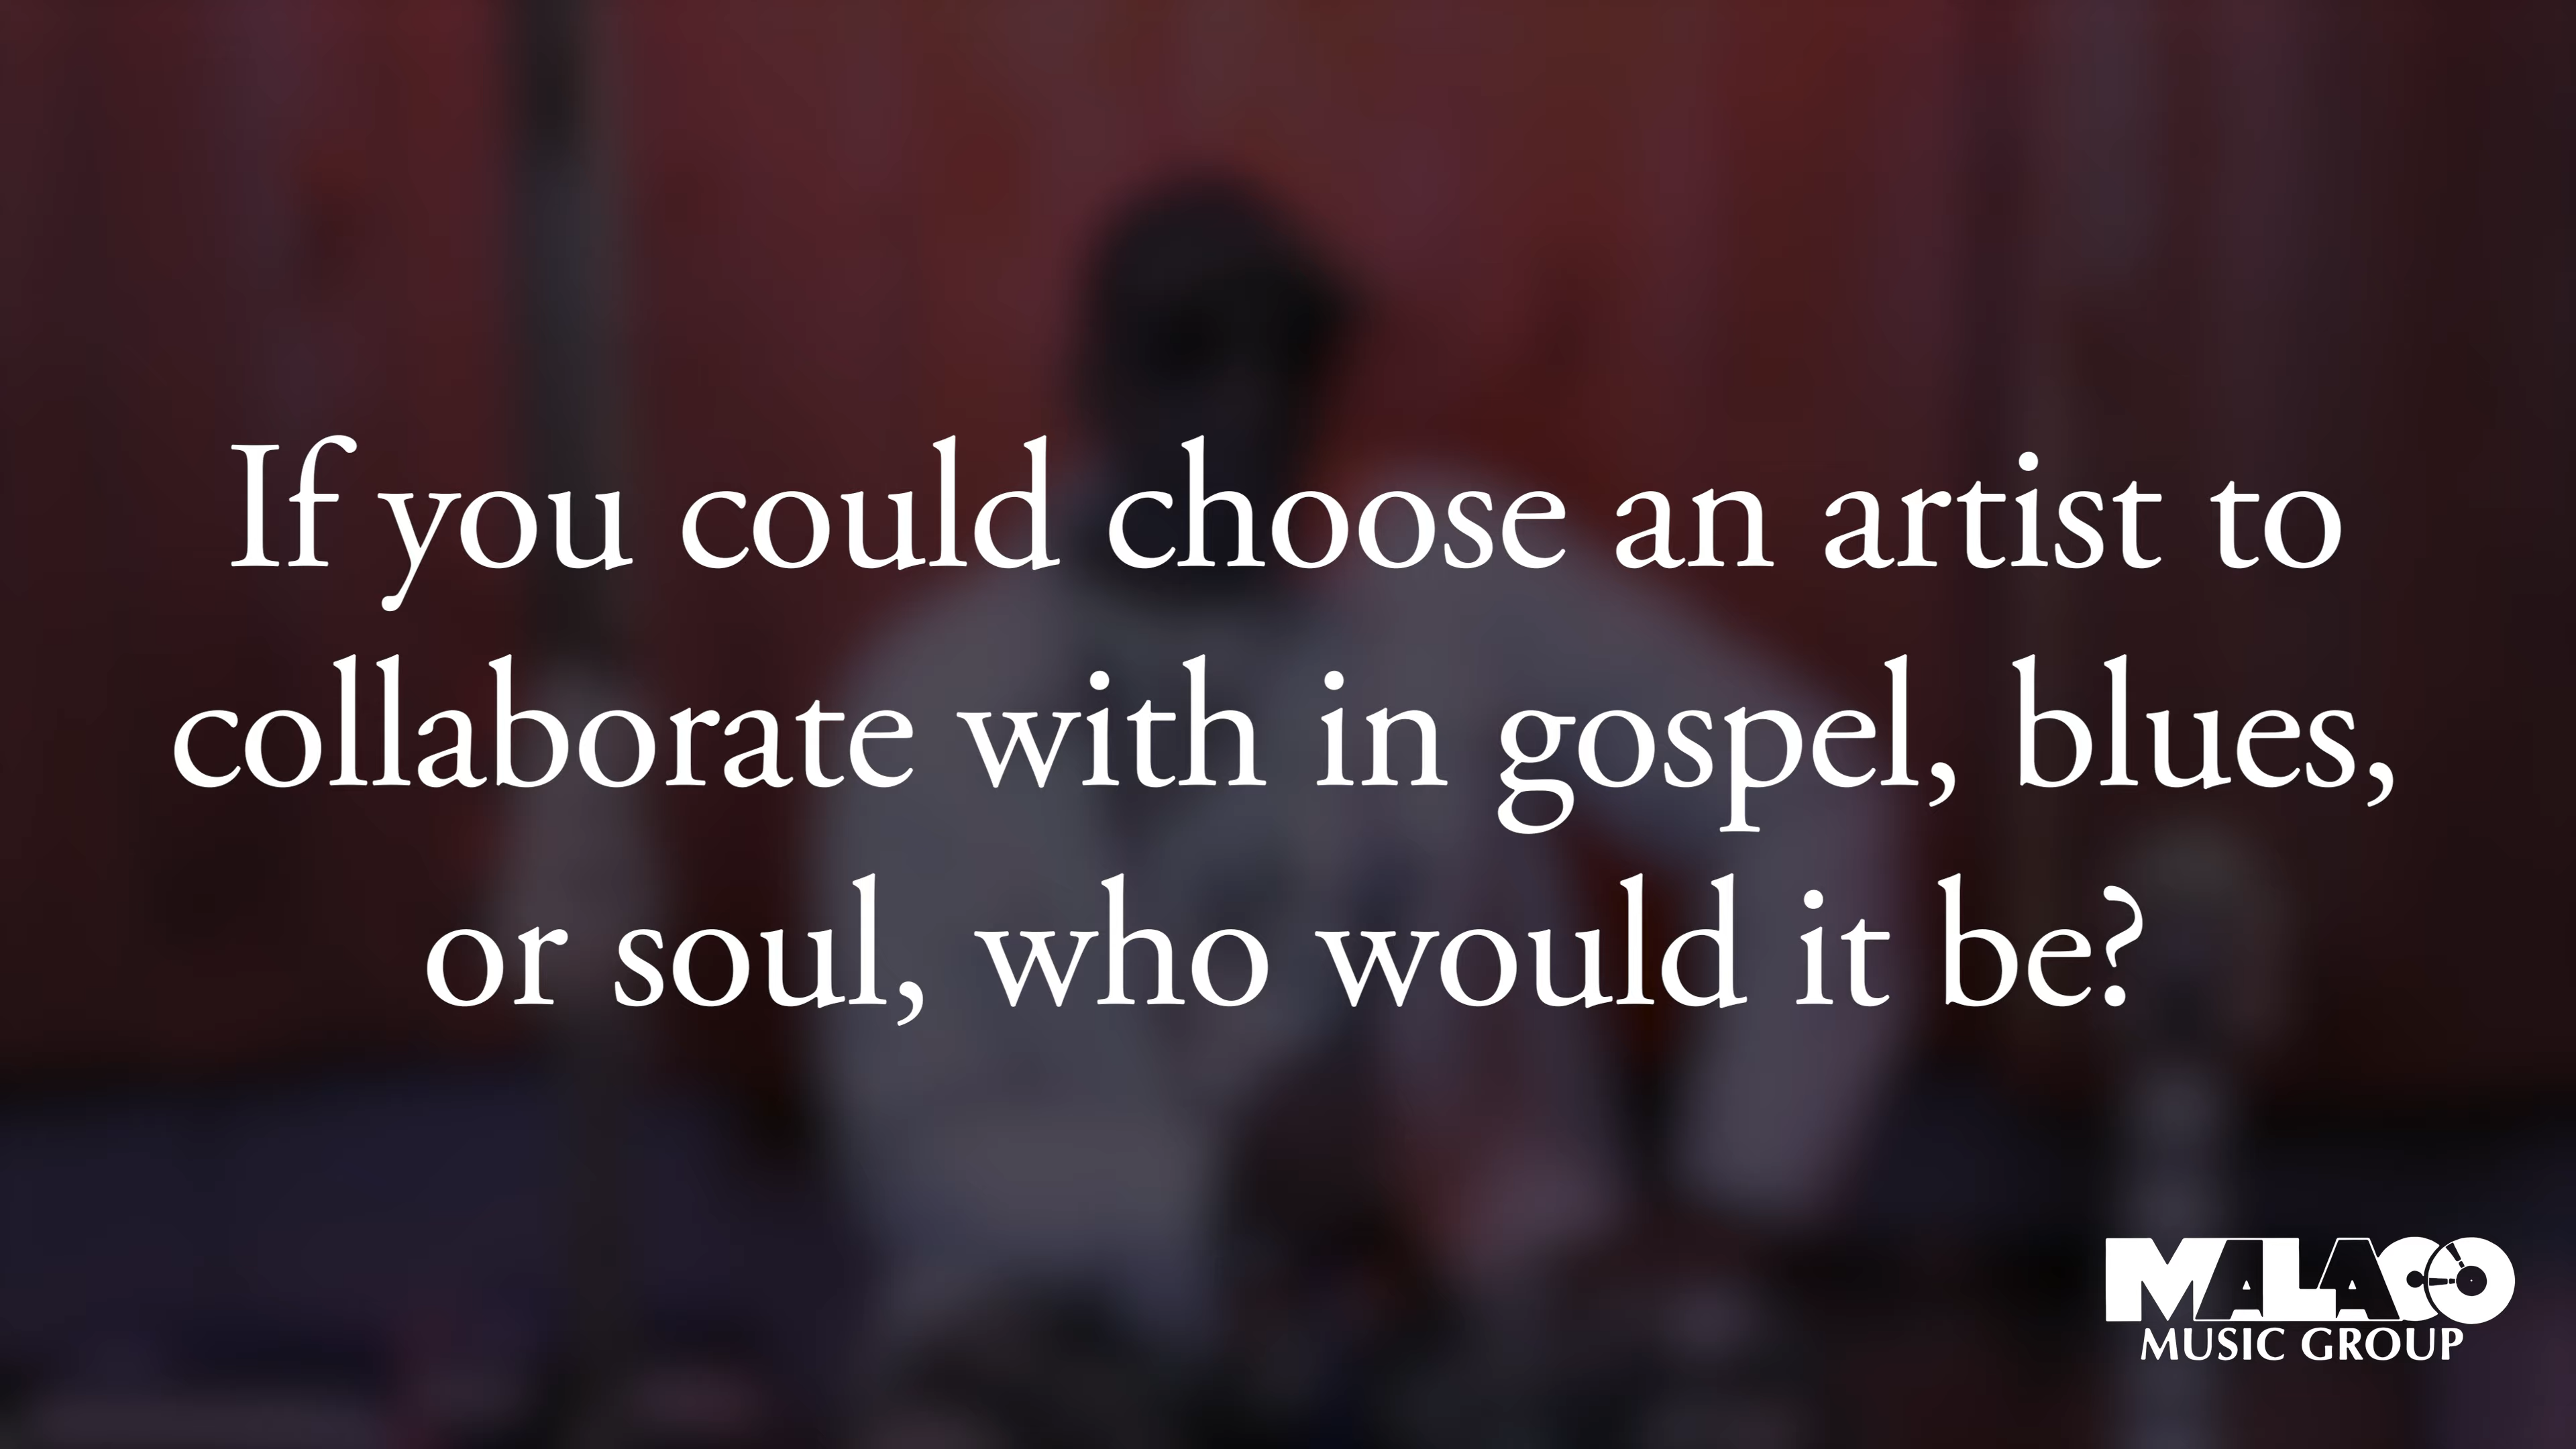 If you could choose an artist to
collaborate with in gospel, blues,
or soul, who would it be?
MALACO
MUSIC GROUP